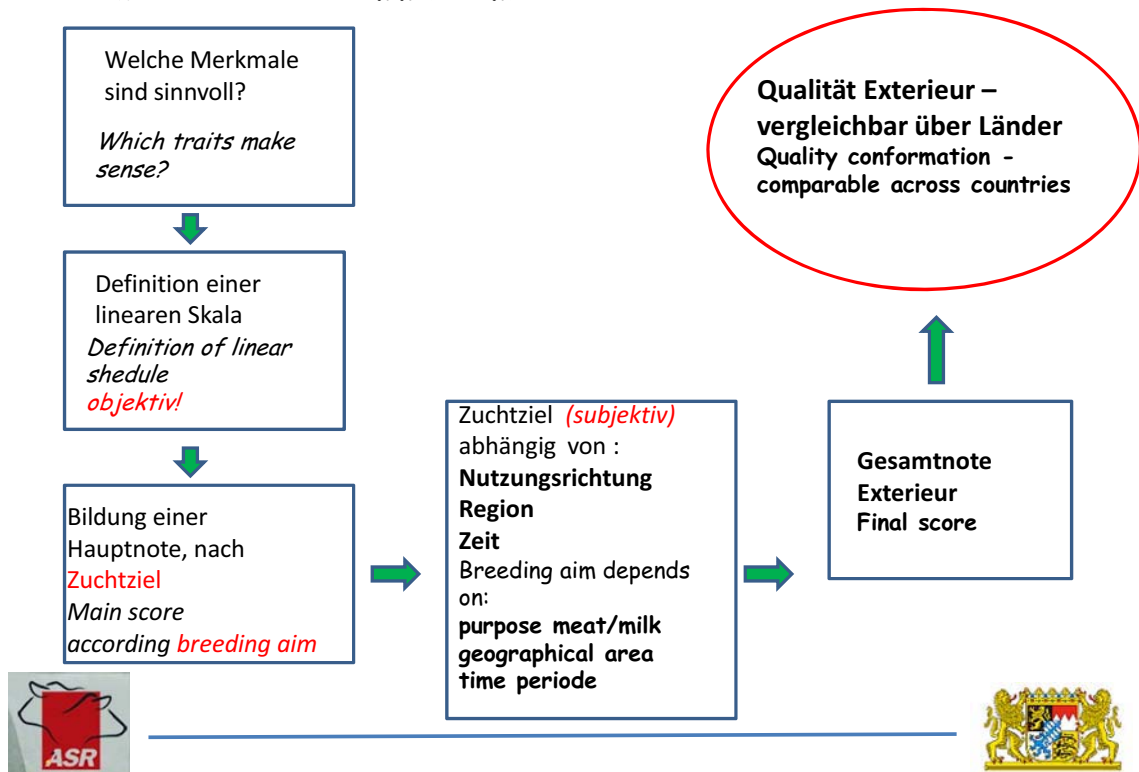 Welche Merkmale
sind sinnvoll?
Which traits make
sense?
Definition einer
linearen Skala
Definition of linear
shedule
objektiv!
Bildung einer
Hauptnote, nach
Zuchtziel
Main score
according breeding aim
Zuchtziel (subjektiv)
abhängig von :
Nutzungsrichtung
Region
Zeit
Breeding aim depends
on:
purpose meat/milk
geographical area
time periode
Gesamtnote
Exterieur
Final score
Qualität Exterieur –
vergleichbar über Länder
Quality conformation -
comparable across countries
ASR